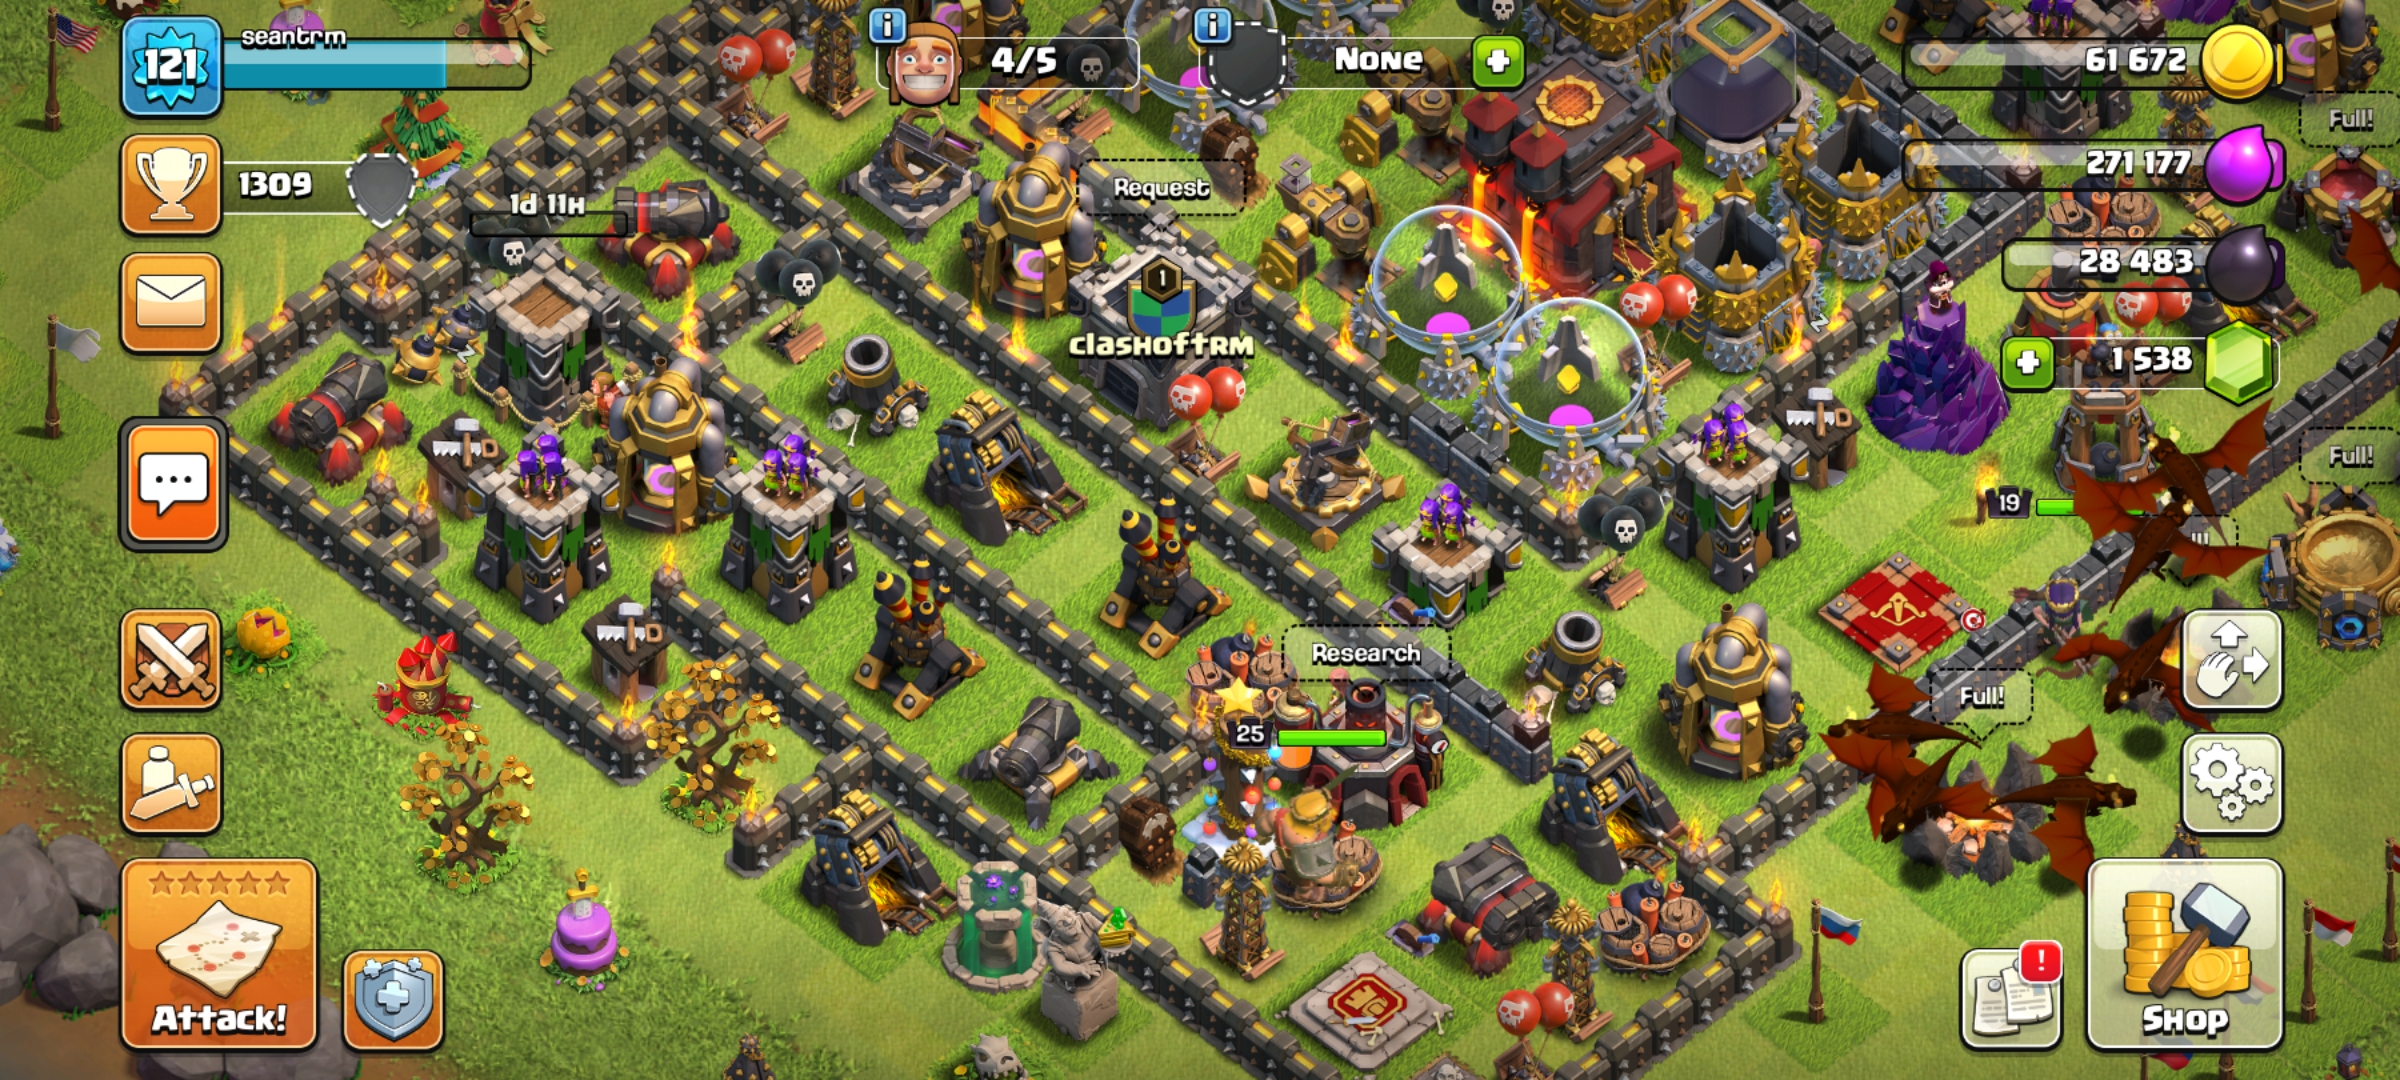 121
seantrm
4/5
None
61 672
Full!
271 177
1309
Request
1d 11H
28 483
1
clashoftrm
1 538
Full!
19
Research
Full!
25
Attack!
!
Shop